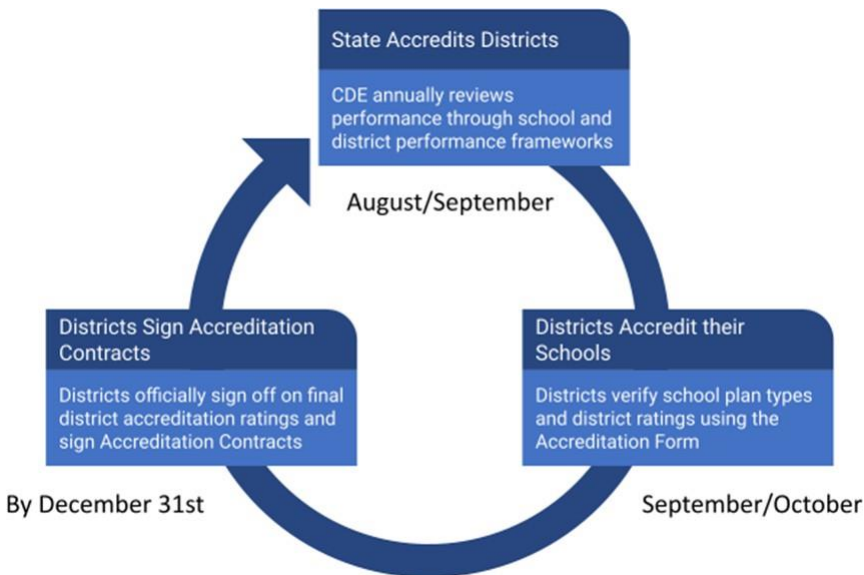 State Accredits Districts
CDE annually reviews
performance through school and
district performance frameworks
August/September
Districts Accredit their
Schools
Districts verify school plan types
and district ratings using the
Accreditation Form
September/October
Districts Sign Accreditation
Contracts
Districts officially sign off on final
district accreditation ratings and
sign Accreditation Contracts
By December 31st